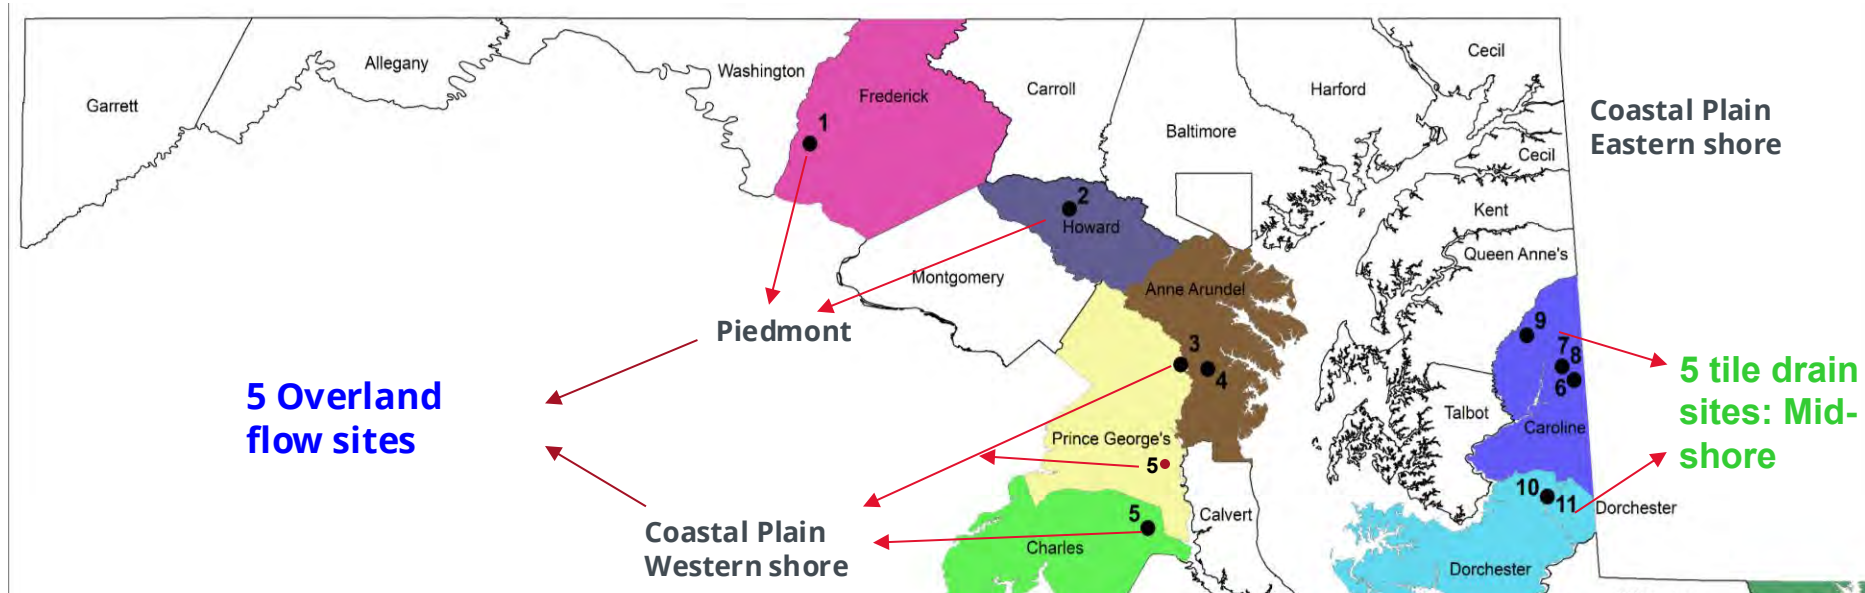 Garrett
Allegany
Washington
Frederick
1
Carroll
Baltimore
Harford
Cecil
Cecil
Coastal Plain
Eastern shore
Kent
Queen Anne's
2
Howard
Montgomery
Anne Arundel
Piedmont
3
4
9
7
8
6
5 tile drain
sites: Mid-
shore
5 Overland
flow sites
Talbot
Caroline
Prince George's
5
10
11
Dorchester
Coastal Plain
Western shore
5
Charles
Calvert
Dorchester